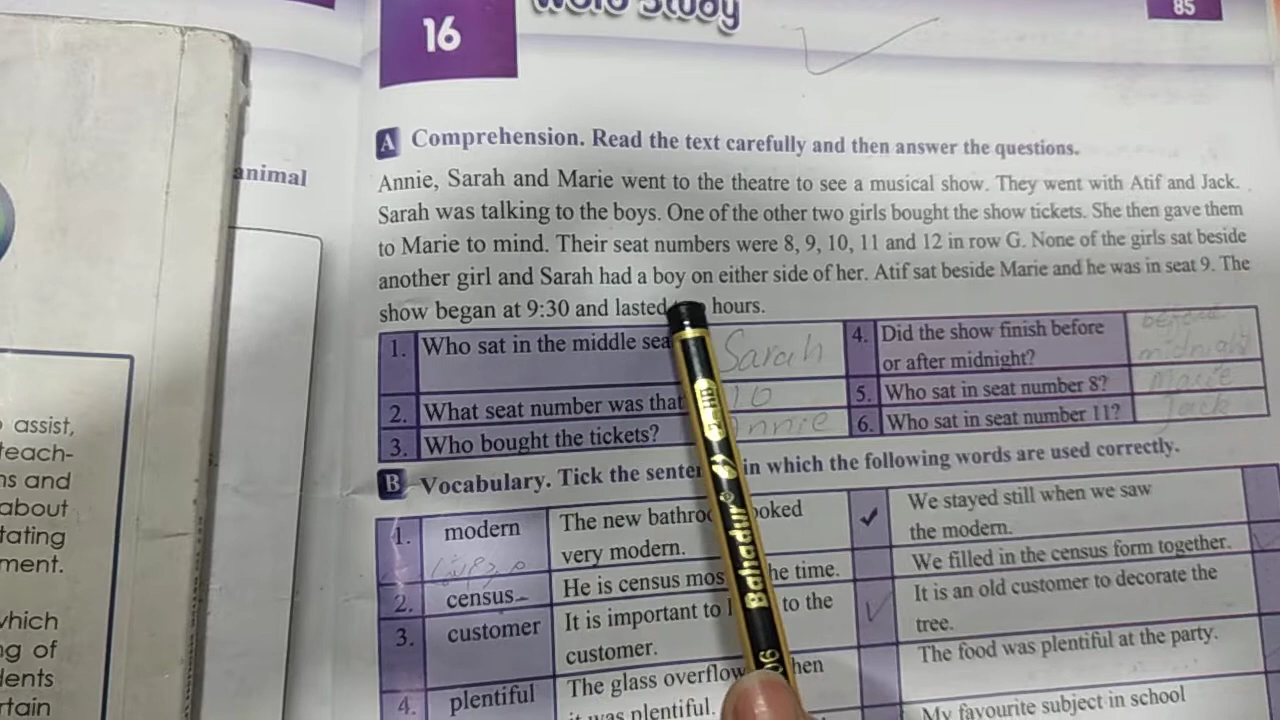 Word Study
85
16
A Comprehension. Read the text carefully and then answer the questions.
animal
Annie, Sarah and Marie went to the theatre to see a musical show. They went with Atif and Jack.
Sarah was talking to the boys. One of the other two girls bought the show tickets. She then gave them
to Marie to mind. Their seat numbers were 8, 9, 10, 11 and 12 in row G. None of the girls sat beside
another girl and Sarah had a boy on either side of her. Atif sat beside Marie and he was in seat 9. The
show began at 9:30 and lasted hours.
1. Who sat in the middle sea Sarah
4. Did the show finish before or after midnight? before midnight
2. What seat number was that 10
5. Who sat in seat number 8? Marie
3. Who bought the tickets? Annie
6. Who sat in seat number 11? Jack
B Vocabulary. Tick the senten in which the following words are used correctly.
1. modern The new bathroo ooked very modern. ✓ We stayed still when we saw the modern.
2. census He is census mos he time. We filled in the census form together.
3. customer It is important to to the customer. ✓ It is an old customer to decorate the tree.
4. plentiful The glass overflow hen it was plentiful. The food was plentiful at the party.
My favourite subject in school
assist,
teach-
ns and
about
tating
ment.
which
ng of
dents
rtain
2=HB
Bahadur